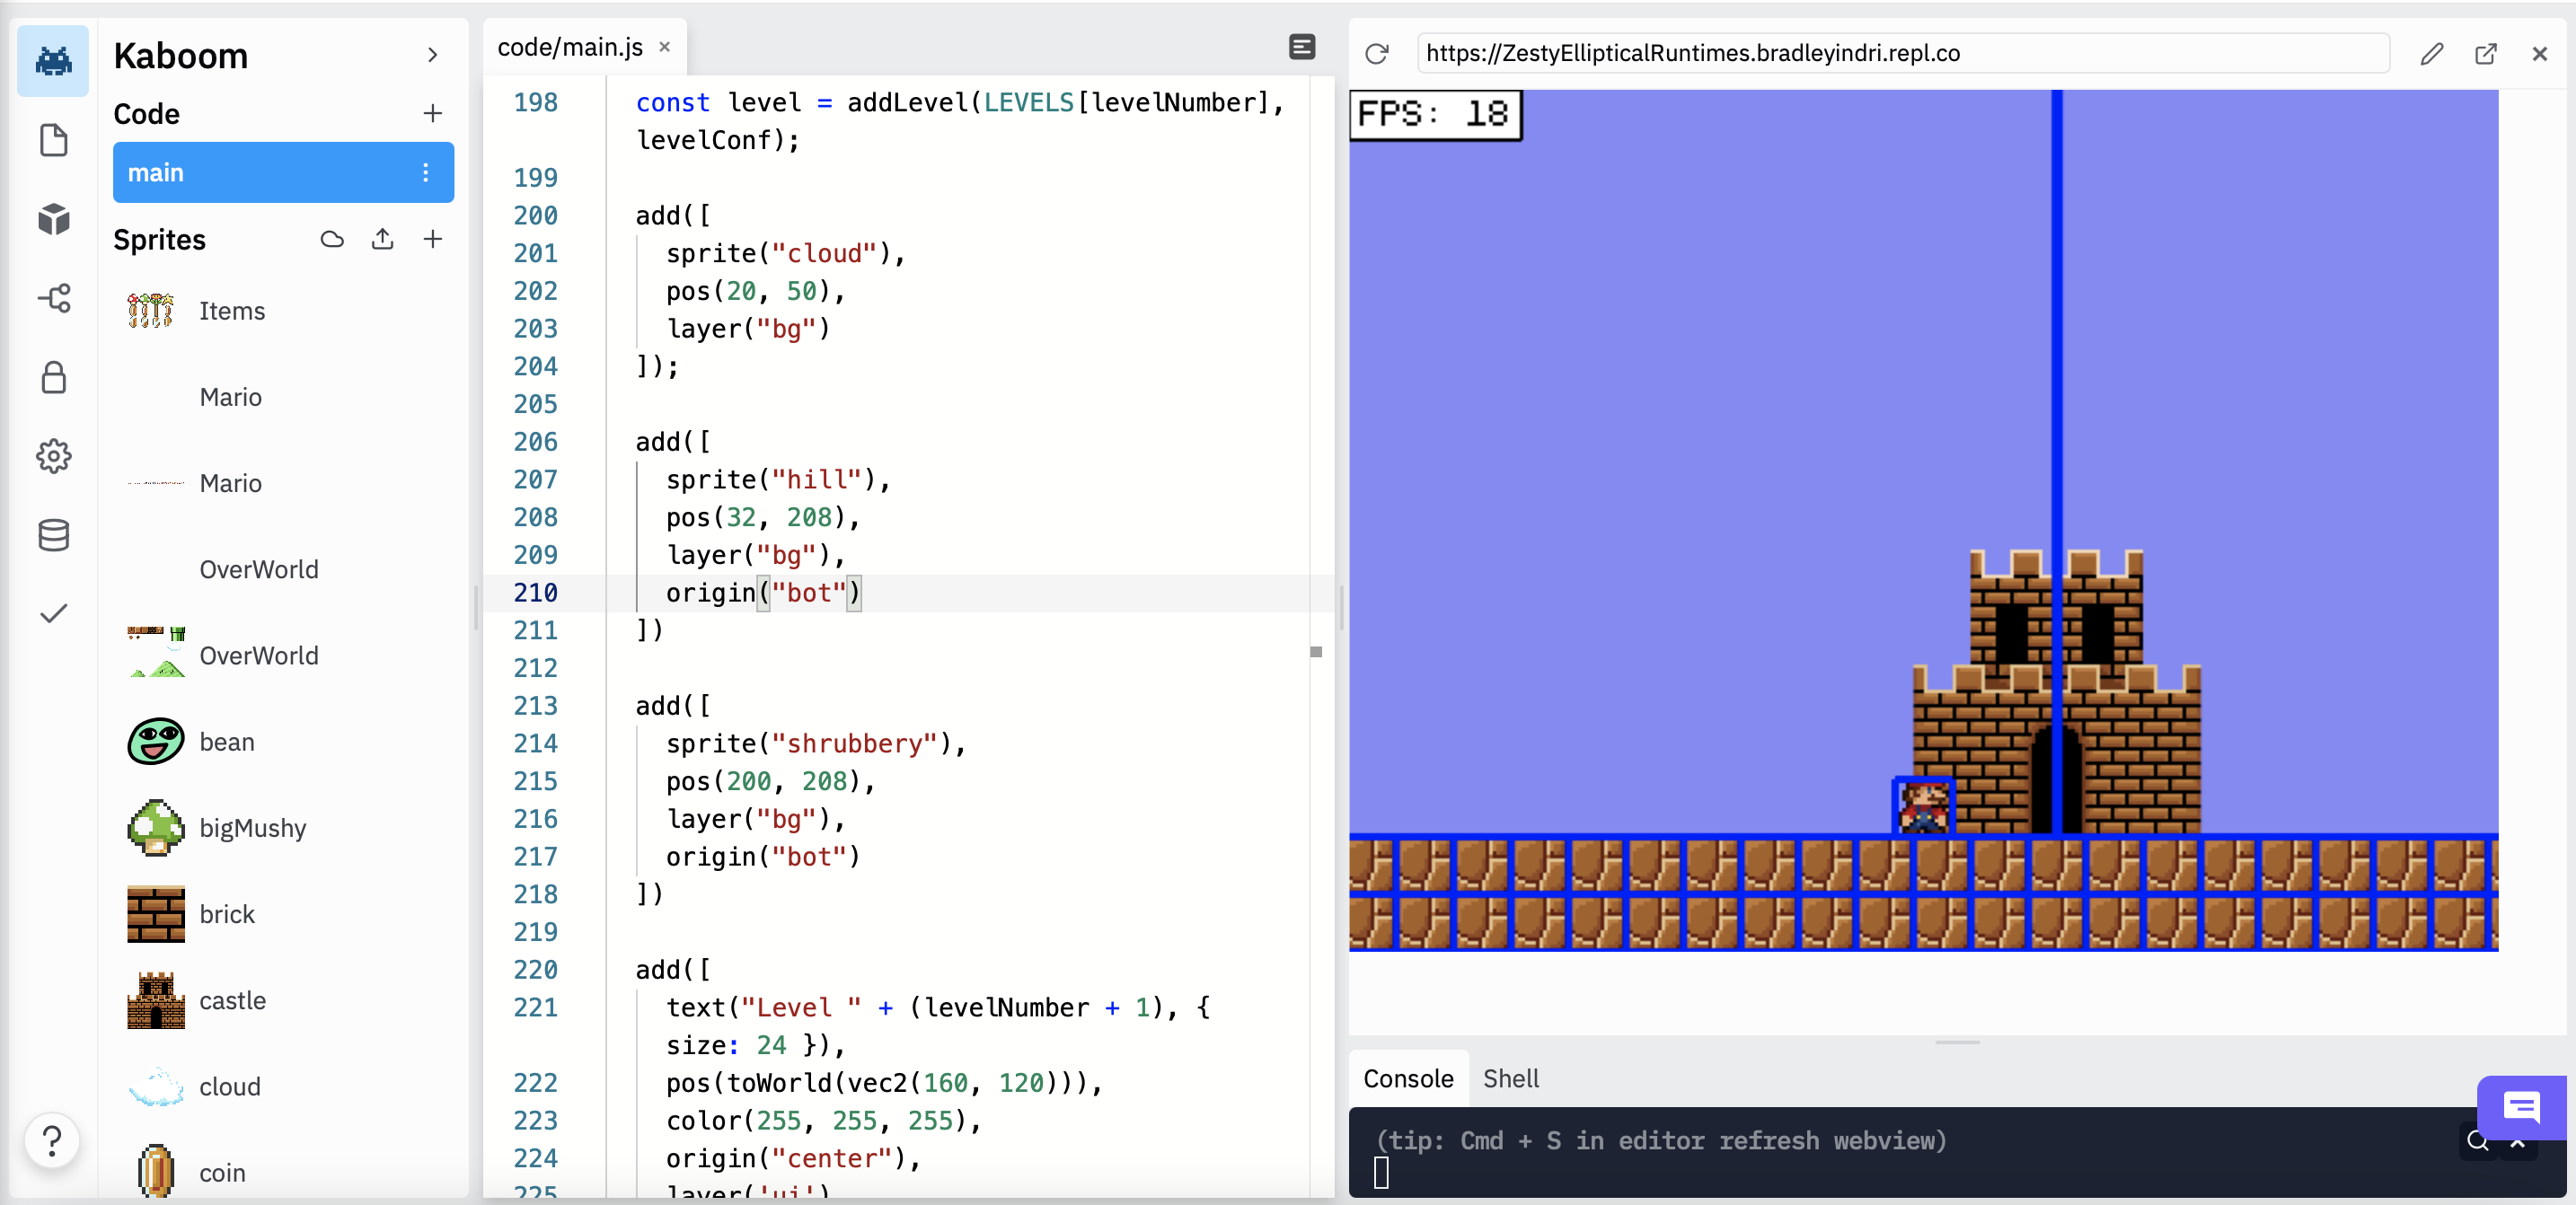 Kaboom
Code
main
Sprites
Items
Mario
Mario
OverWorld
OverWorld
bean
bigMushy
brick
castle
cloud
coin
?
code/main.js ×
198 const level = addLevel(LEVELS[levelNumber],
levelConf);
199
200 add([
201 sprite("cloud"),
202 pos(20, 50),
203 layer("bg")
204 ]);
205
206 add([
207 sprite("hill"),
208 pos(32, 208),
209 layer("bg"),
210 origin("bot")
211 ])
212
213 add([
214 sprite("shrubbery"),
215 pos(200, 208),
216 layer("bg"),
217 origin("bot")
218 ])
219
220 add([
221 text("Level " + (levelNumber + 1), {
size: 24 }),
222 pos(toWorld(vec2(160, 120))),
223 color(255, 255, 255),
224 origin("center"),
225 layer('ui')
https://ZestyEllipticalRuntimes.bradleyindri.repl.co
FPS: 18
Console Shell
(tip: Cmd + S in editor refresh webview)